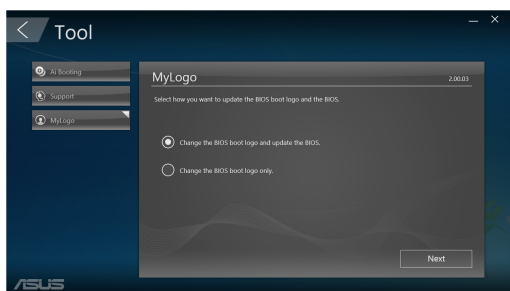 Tool
Ai Booting
Support
MyLogo
MyLogo
2.00.03
Select how you want to update the BIOS boot logo and the BIOS.
Change the BIOS boot logo and update the BIOS.
Change the BIOS boot logo only.
Next
ASUS